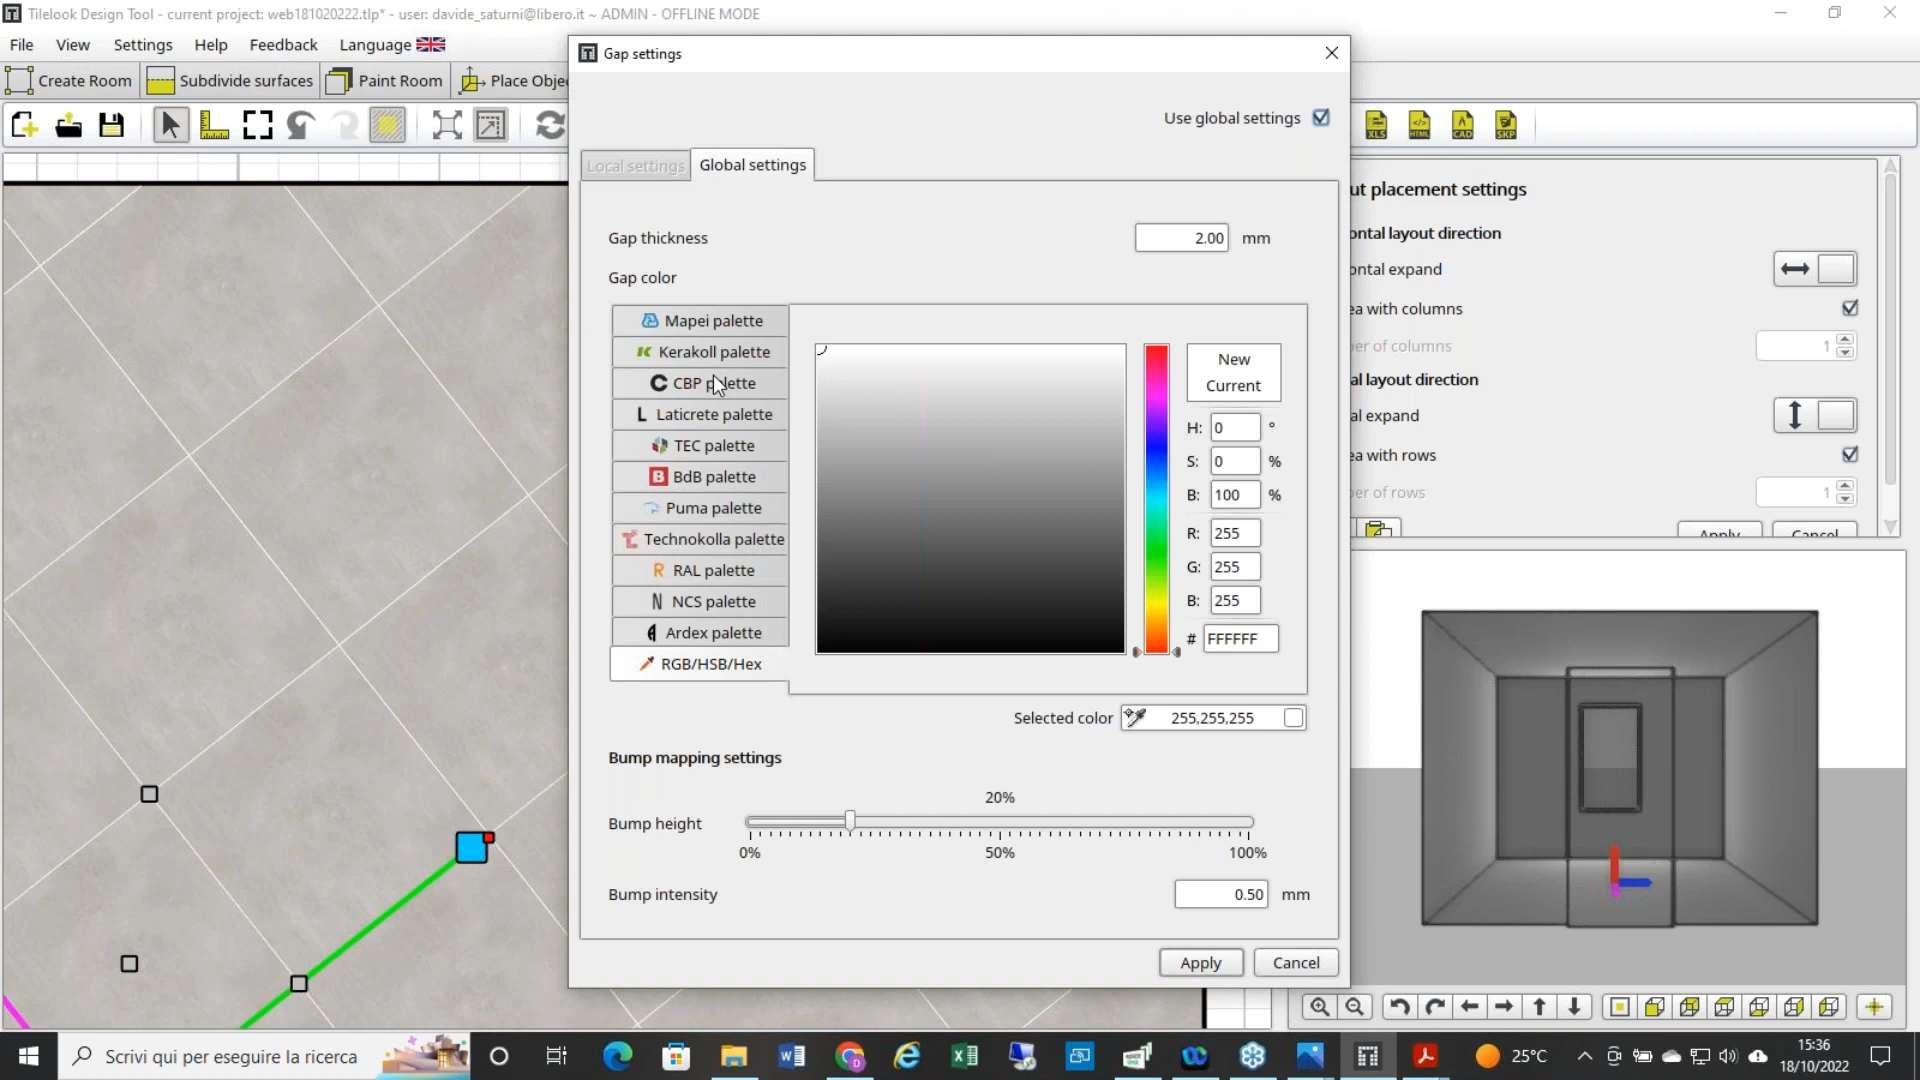 Tilelook Design Tool - current project: web181020222.tlp* - user: davide_saturni@libero.it ~ ADMIN - OFFLINE MODE
File View Settings Help Feedback Language
Create Room Subdivide surfaces Paint Room Place Obje
XLS HTML CAD SKP
Gap settings
Use global settings
Local settings Global settings
Gap thickness 2.00 mm
Gap color
Mapei palette
Kerakoll palette
CBP palette
Laticrete palette
TEC palette
BdB palette
Puma palette
Technokolla palette
RAL palette
NCS palette
Ardex palette
RGB/HSB/Hex
New
Current
H: 0 °
S: 0 %
B: 100 %
R: 255
G: 255
B: 255
# FFFFFF
Selected color 255,255,255
Bump mapping settings
20%
Bump height
0% 50% 100%
Bump intensity 0.50 mm
Apply Cancel
ut placement settings
ontal layout direction
ontal expand
ea with columns
er of columns 1
al layout direction
al expand
ea with rows
er of rows 1
Apply Cancel
Scrivi qui per eseguire la ricerca
25°C
15:36
18/10/2022